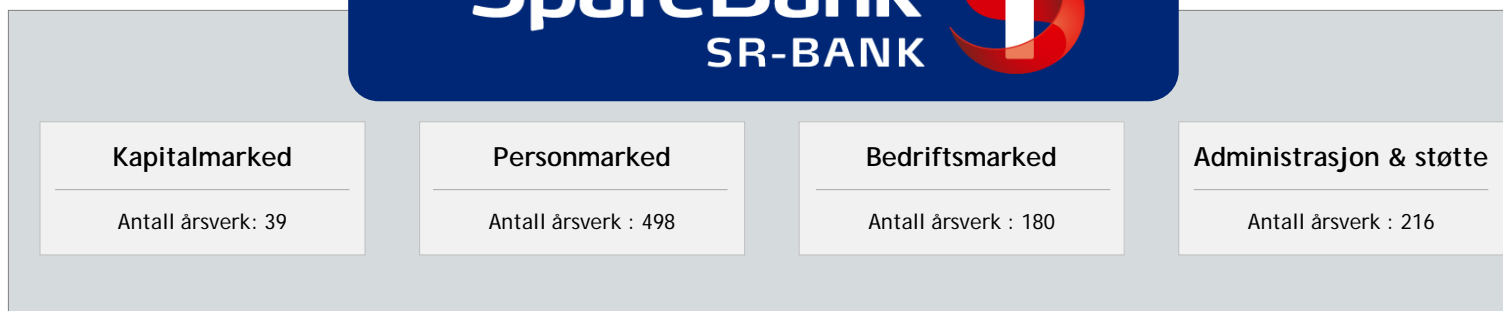 SpareBank
SR-BANK
Kapitalmarked
Antall årsverk: 39
Personmarked
Antall årsverk : 498
Bedriftsmarked
Antall årsverk : 180
Administrasjon & støtte
Antall årsverk : 216